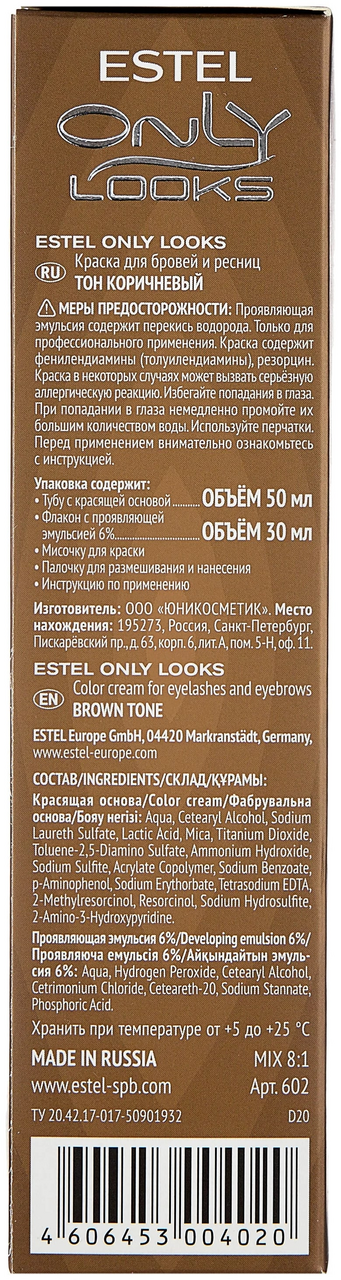 ESTEL
ONLY
LOOKS
ESTEL ONLY LOOKS
RU Краска для бровей и ресниц
ТОН КОРИЧНЕВЫЙ
МЕРЫ ПРЕДОСТОРОЖНОСТИ: Проявляющая
эмульсия содержит перекись водорода. Только для
профессионального применения. Краска содержит
фенилендиамины (толуилендиамины), резорцин.
Краска в некоторых случаях может вызвать серьёзную
аллергическую реакцию. Избегайте попадания в глаза.
При попадании в глаза немедленно промойте их
большим количеством воды. Используйте перчатки.
Перед применением внимательно ознакомьтесь
с инструкцией.
Упаковка содержит:
• Тубу с красящей основой .......... ОБЪЁМ 50 мл
• Флакон с проявляющей
эмульсией 6% .......... ОБЪЁМ 30 мл
• Мисочку для краски
• Палочку для размешивания и нанесения
• Инструкцию по применению
Изготовитель: ООО «ЮНИКОСМЕТИК». Место
нахождения: 195273, Россия, Санкт-Петербург,
Пискарёвский пр., д. 63, корп. 6, лит. А, пом. 5-Н, оф. 11.
ESTEL ONLY LOOKS
EN Color cream for eyelashes and eyebrows
BROWN TONE
ESTEL Europe GmbH, 04420 Markranstädt, Germany,
www.estel-europe.com
СОСТАВ/INGREDIENTS/СКЛАД/ҚҰРАМЫ:
Красящая основа/Color cream/Фабрувальна
основа/Бояу негізі: Aqua, Cetearyl Alcohol, Sodium
Laureth Sulfate, Lactic Acid, Mica, Titanium Dioxide,
Toluene-2,5-Diamino Sulfate, Ammonium Hydroxide,
Sodium Sulfite, Acrylate Copolymer, Sodium Benzoate,
p-Aminophenol, Sodium Erythorbate, Tetrasodium EDTA,
2-Methylresorcinol, Resorcinol, Sodium Hydrosulfite,
2-Amino-3-Hydroxypyridine.
Проявляющая эмульсия 6%/Developing emulsion 6%/
Проявляюча емульсія 6%/Айқындайтын эмуль-
сия 6%: Aqua, Hydrogen Peroxide, Cetearyl Alcohol,
Cetrimonium Chloride, Ceteareth-20, Sodium Stannate,
Phosphoric Acid.
Хранить при температуре от +5 до +25 °C
MADE IN RUSSIA MIX 8:1
www.estel-spb.com Арт. 602
ТУ 20.42.17-017-50901932 D20
4 606453 004020